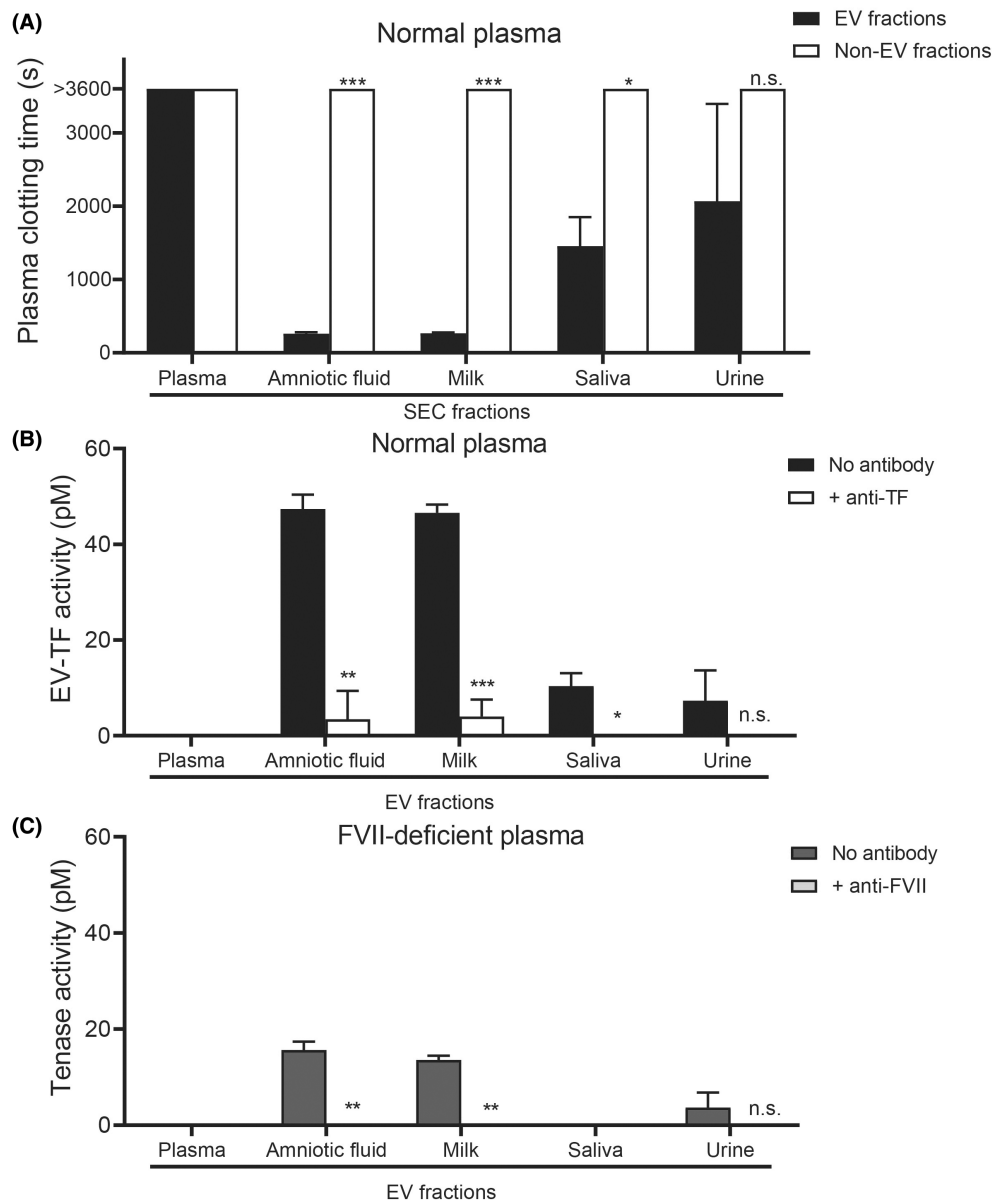 (A)
Normal plasma
EV fractions
Non-EV fractions
Plasma clotting time (s)
>3600
3000
2000
1000
0
***
***
*
n.s.
Plasma Amniotic fluid Milk Saliva Urine
SEC fractions
(B)
Normal plasma
No antibody
+ anti-TF
EV-TF activity (pM)
60
40
20
0
**
***
*
n.s.
Plasma Amniotic fluid Milk Saliva Urine
EV fractions
(C)
FVII-deficient plasma
No antibody
+ anti-FVII
Tenase activity (pM)
60
40
20
0
**
**
n.s.
Plasma Amniotic fluid Milk Saliva Urine
EV fractions